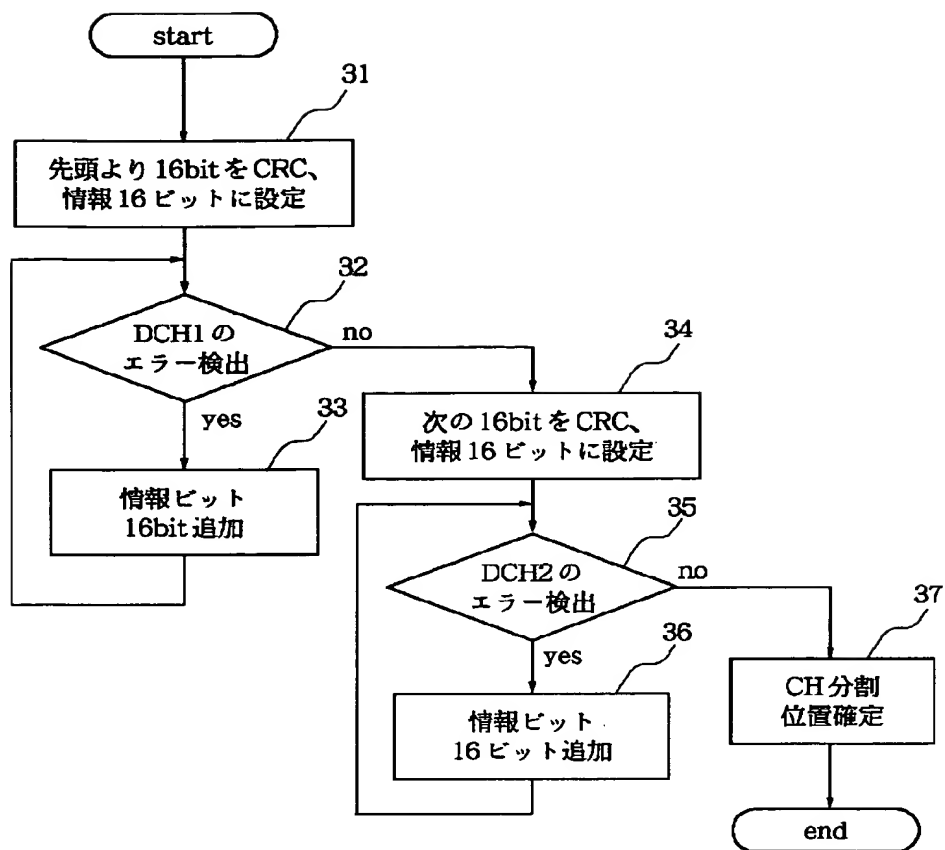 start
31
先頭より 16bitをCRC、
情報16ビットに設定
32
DCH1の
エラー検出
no
yes
33
情報ビット
16bit追加
34
次の16bitをCRC、
情報16ビットに設定
35
DCH2の
エラー検出
no
yes
36
情報ビット
16ビット追加
37
CH分割
位置確定
end